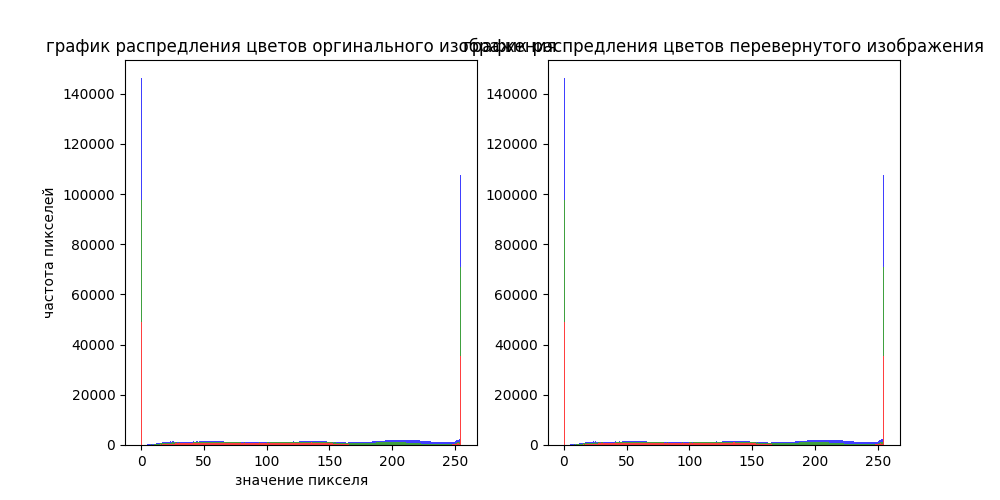 график распредления цветов оргинального изображения
график распредления цветов перевернутого изображения
140000
120000
100000
80000
60000
40000
20000
0
частота пикселей
0 50 100 150 200 250
значение пикселя
140000
120000
100000
80000
60000
40000
20000
0
0 50 100 150 200 250